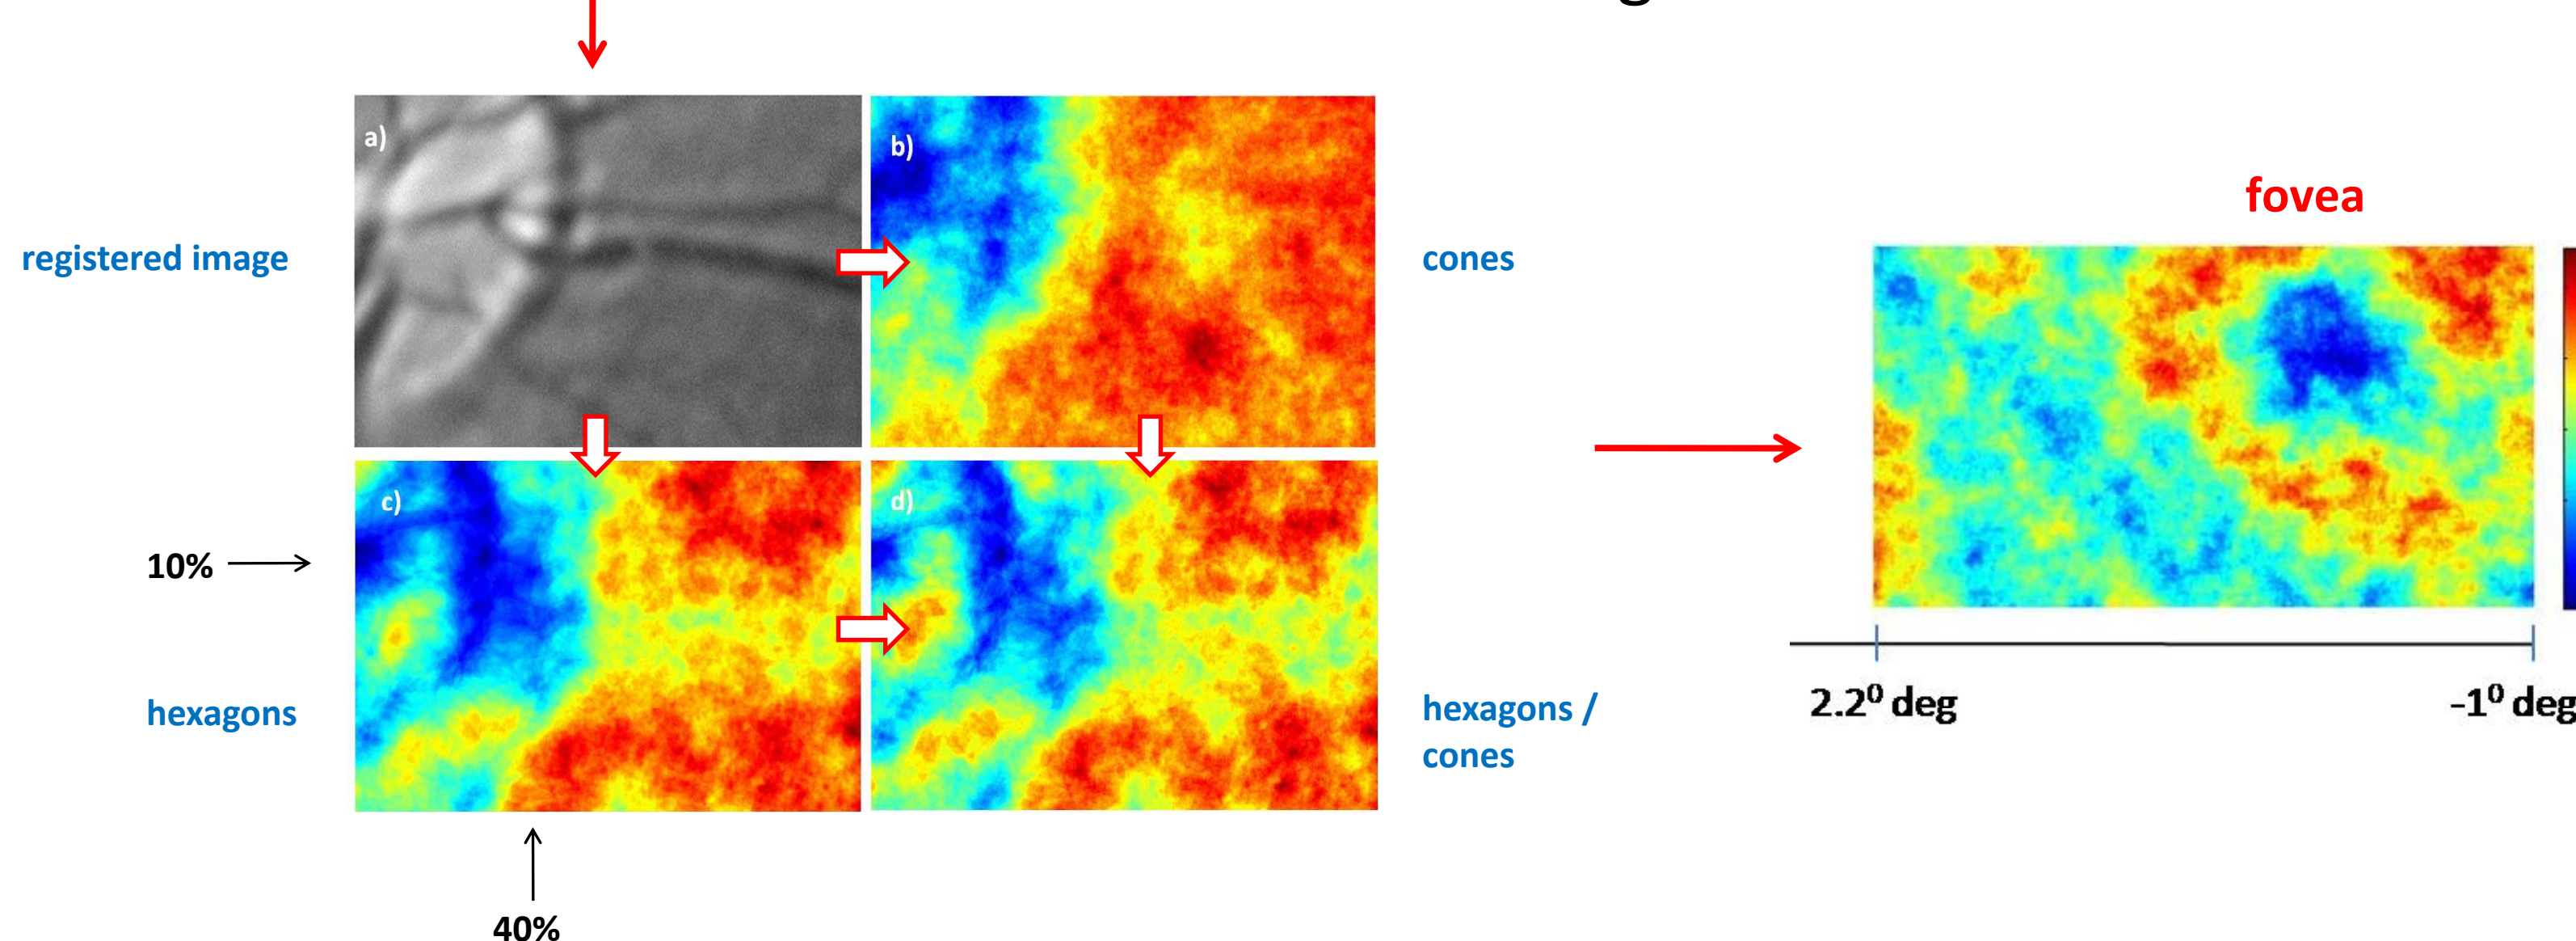 a)
b)
registered image
cones
fovea
c)
d)
10%
hexagons
hexagons /
cones
2.2⁰ deg
-1⁰ deg
40%